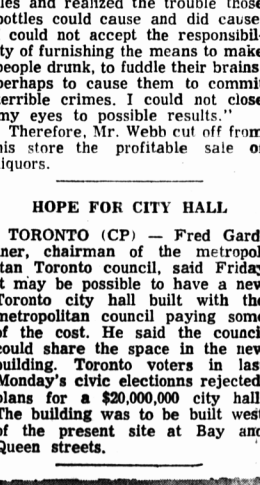 and realized the trouble those
bottles could cause and did cause
I could not accept the responsibil-
ty of furnishing the means to make
people drunk, to fuddle their brains
perhaps to cause them to commit
terrible crimes. I could not close
my eyes to possible results."
Therefore, Mr. Webb cut off from
his store the profitable sale of
liquors.
HOPE FOR CITY HALL
TORONTO (CP) — Fred Gard
iner, chairman of the metropol
itan Toronto council, said Friday
it may be possible to have a new
Toronto city hall built with the
metropolitan council paying some
of the cost. He said the council
could share the space in the new
building. Toronto voters in last
Monday's civic electionns rejected
plans for a $20,000,000 city hall
The building was to be built west
of the present site at Bay and
Queen streets.